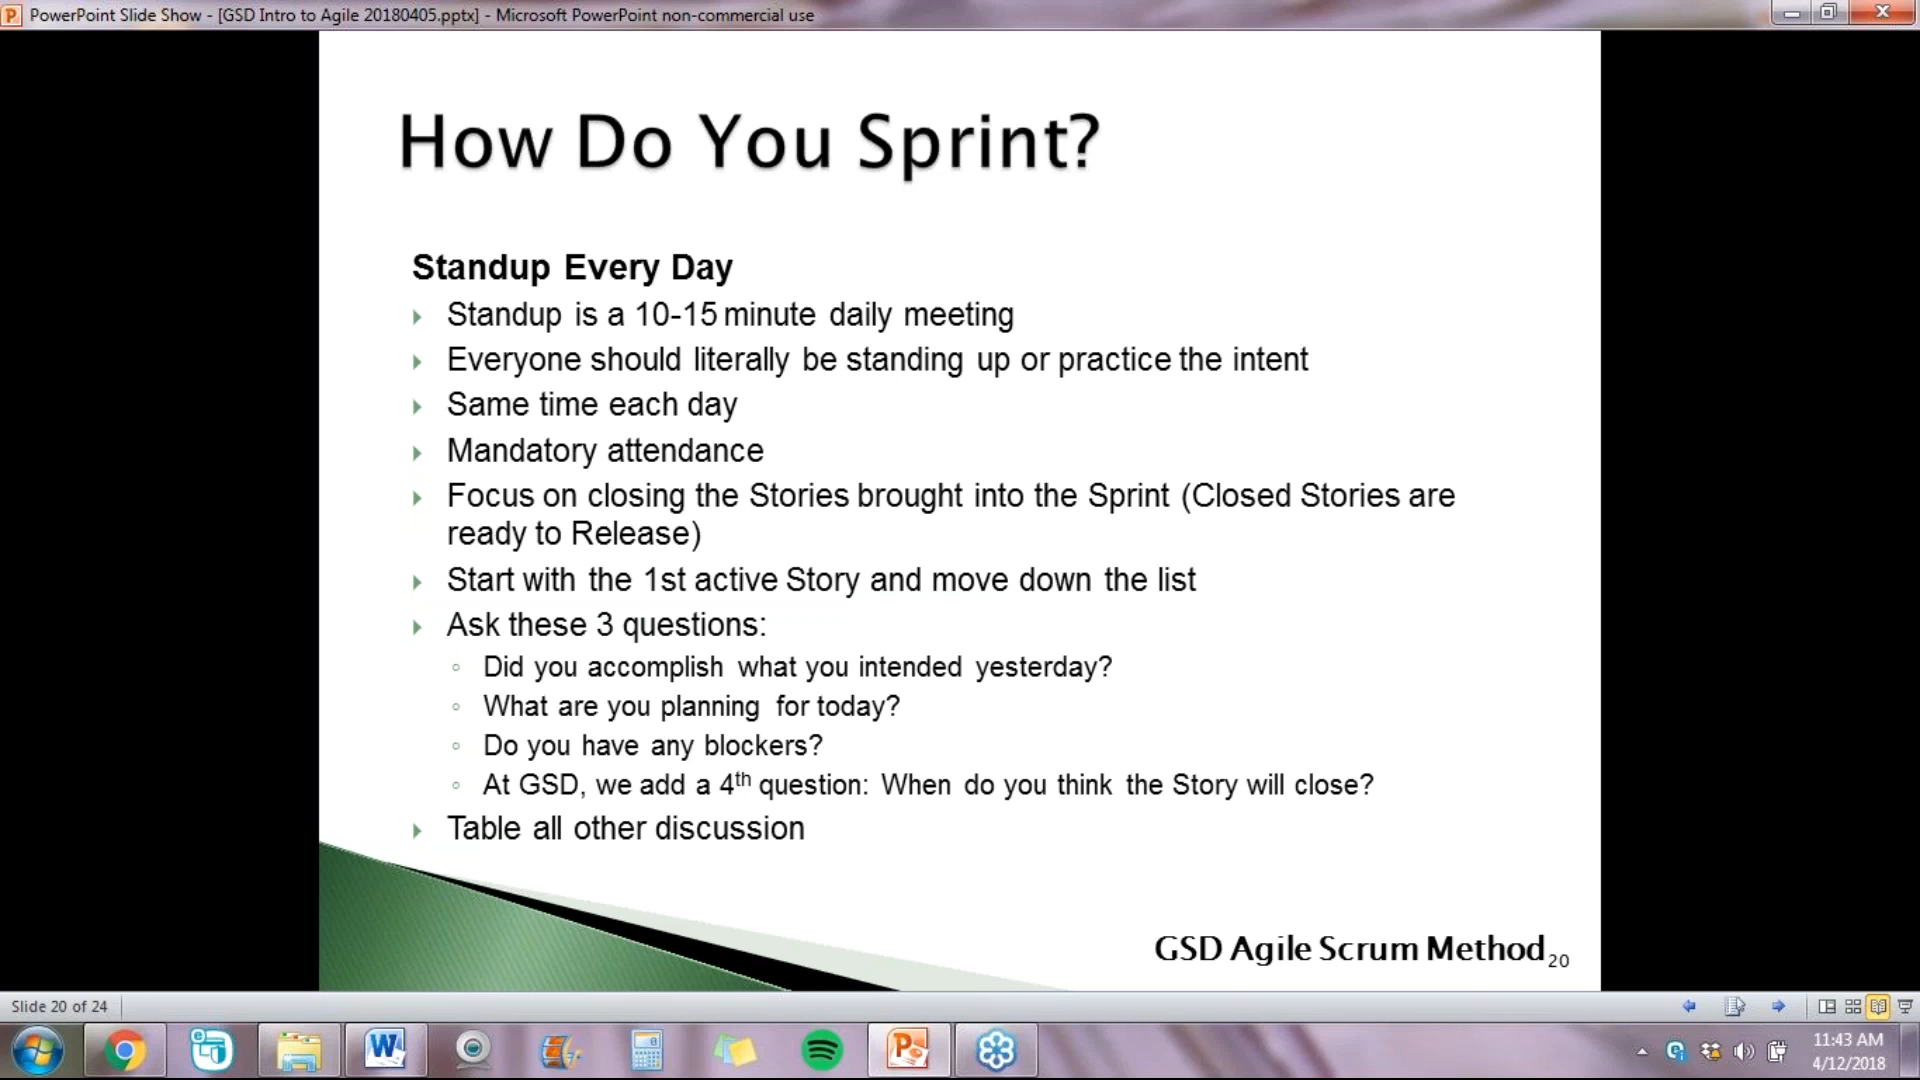 PowerPoint Slide Show - [GSD Intro to Agile 20180405.pptx] - Microsoft PowerPoint non-commercial use
How Do You Sprint?
Standup Every Day
Standup is a 10-15 minute daily meeting
Everyone should literally be standing up or practice the intent
Same time each day
Mandatory attendance
Focus on closing the Stories brought into the Sprint (Closed Stories are
ready to Release)
Start with the 1st active Story and move down the list
Ask these 3 questions:
Did you accomplish what you intended yesterday?
What are you planning for today?
Do you have any blockers?
At GSD, we add a 4th question: When do you think the Story will close?
Table all other discussion
GSD Agile Scrum Method 20
Slide 20 of 24
11:43 AM
4/12/2018